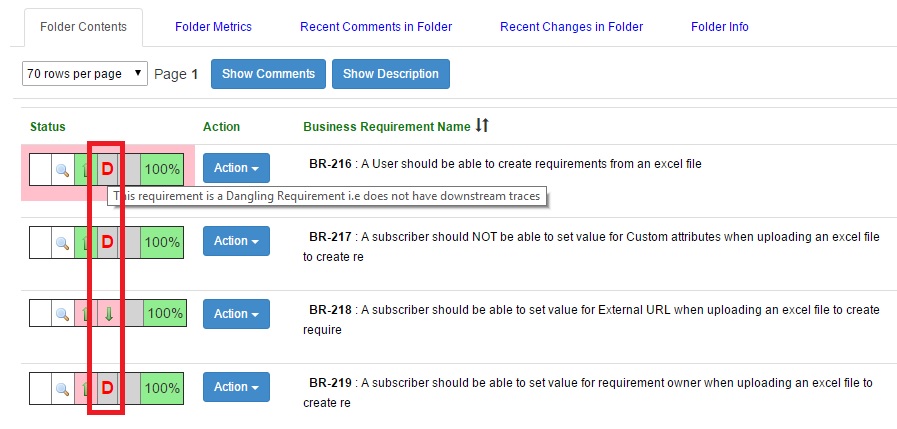 Folder Contents Folder Metrics Recent Comments in Folder Recent Changes in Folder Folder Info
70 rows per page Page 1 Show Comments Show Description
Status Action Business Requirement Name
D 100% Action BR-216 : A User should be able to create requirements from an excel file
This requirement is a Dangling Requirement i.e does not have downstream traces
D 100% Action BR-217 : A subscriber should NOT be able to set value for Custom attributes when uploading an excel file
to create re
100% Action BR-218 : A subscriber should be able to set value for External URL when uploading an excel file to create
require
D 100% Action BR-219 : A subscriber should be able to set value for requirement owner when uploading an excel file to
create re